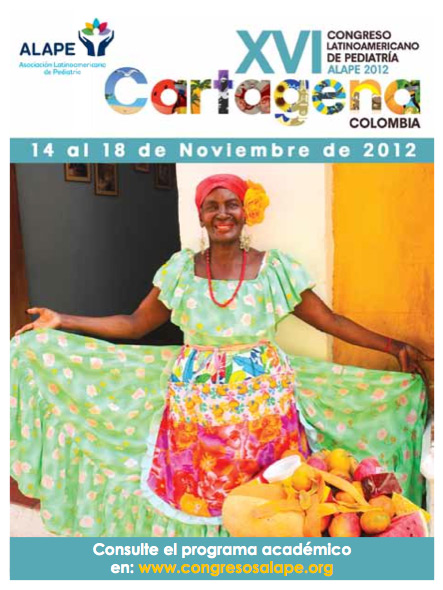 ALAPE
Asociación Latinoamericana
de Pediatría
XVI
CONGRESO
LATINOAMERICANO
DE PEDIATRÍA
ALAPE 2012
Cartagena
COLOMBIA
14 al 18 de Noviembre de 2012
Consulte el programa académico
en: www.congresosalape.org